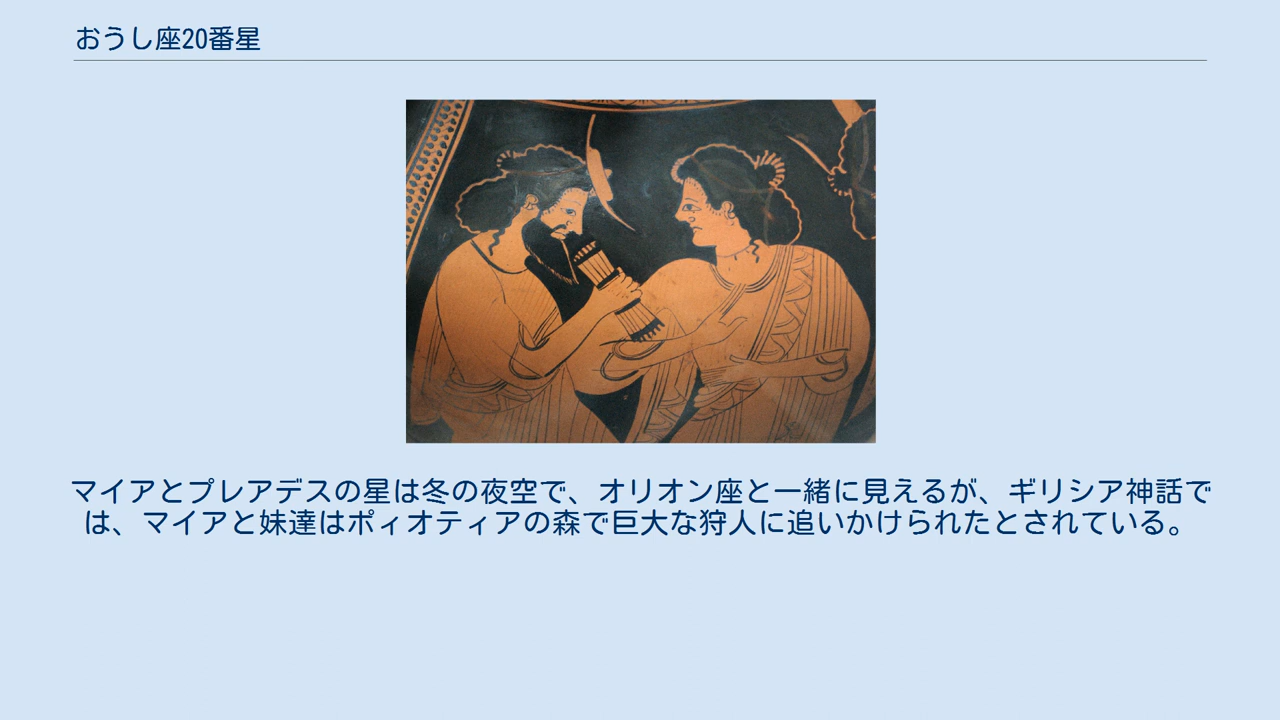 おうし座20番星
マイアとプレアデスの星は冬の夜空で、オリオン座と一緒に見えるが、ギリシア神話で
は、マイアと妹達はポィオティアの森で巨大な狩人に追いかけられたとされている。